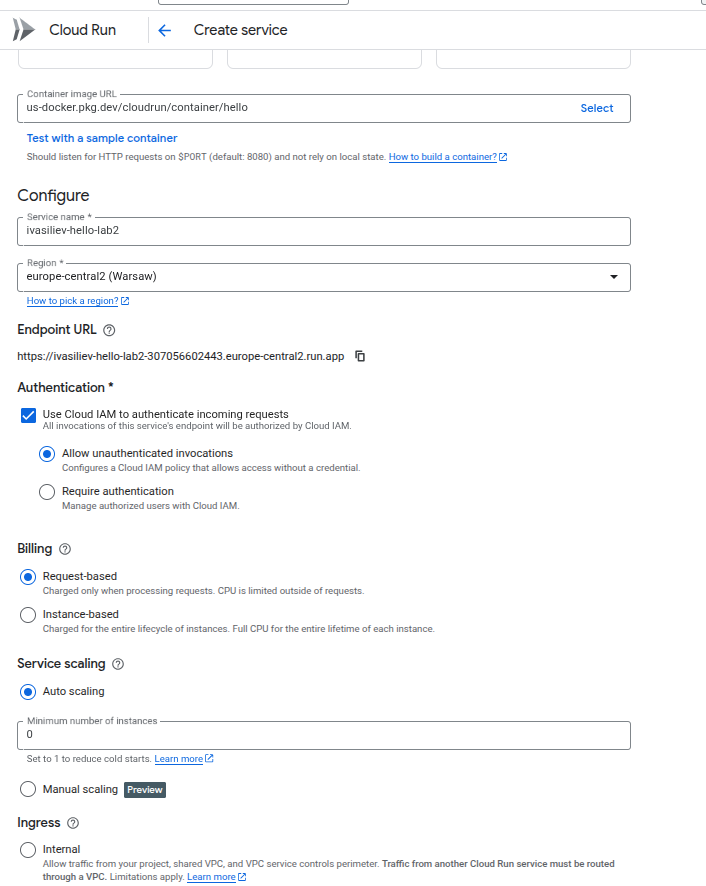 Cloud Run
Create service
Container image URL
us-docker.pkg.dev/cloudrun/container/hello
Select
Test with a sample container
Should listen for HTTP requests on $PORT (default: 8080) and not rely on local state. How to build a container?
Configure
Service name *
ivasiliev-hello-lab2
Region *
europe-central2 (Warsaw)
How to pick a region?
Endpoint URL
https://ivasiliev-hello-lab2-307056602443.europe-central2.run.app
Authentication *
Use Cloud IAM to authenticate incoming requests
All invocations of this service's endpoint will be authorized by Cloud IAM.
Allow unauthenticated invocations
Configures a Cloud IAM policy that allows access without a credential.
Require authentication
Manage authorized users with Cloud IAM.
Billing
Request-based
Charged only when processing requests. CPU is limited outside of requests.
Instance-based
Charged for the entire lifecycle of instances. Full CPU for the entire lifetime of each instance.
Service scaling
Auto scaling
Minimum number of instances
0
Set to 1 to reduce cold starts. Learn more
Manual scaling Preview
Ingress
Internal
Allow traffic from your project, shared VPC, and VPC service controls perimeter. Traffic from another Cloud Run service must be routed
through a VPC. Limitations apply. Learn more